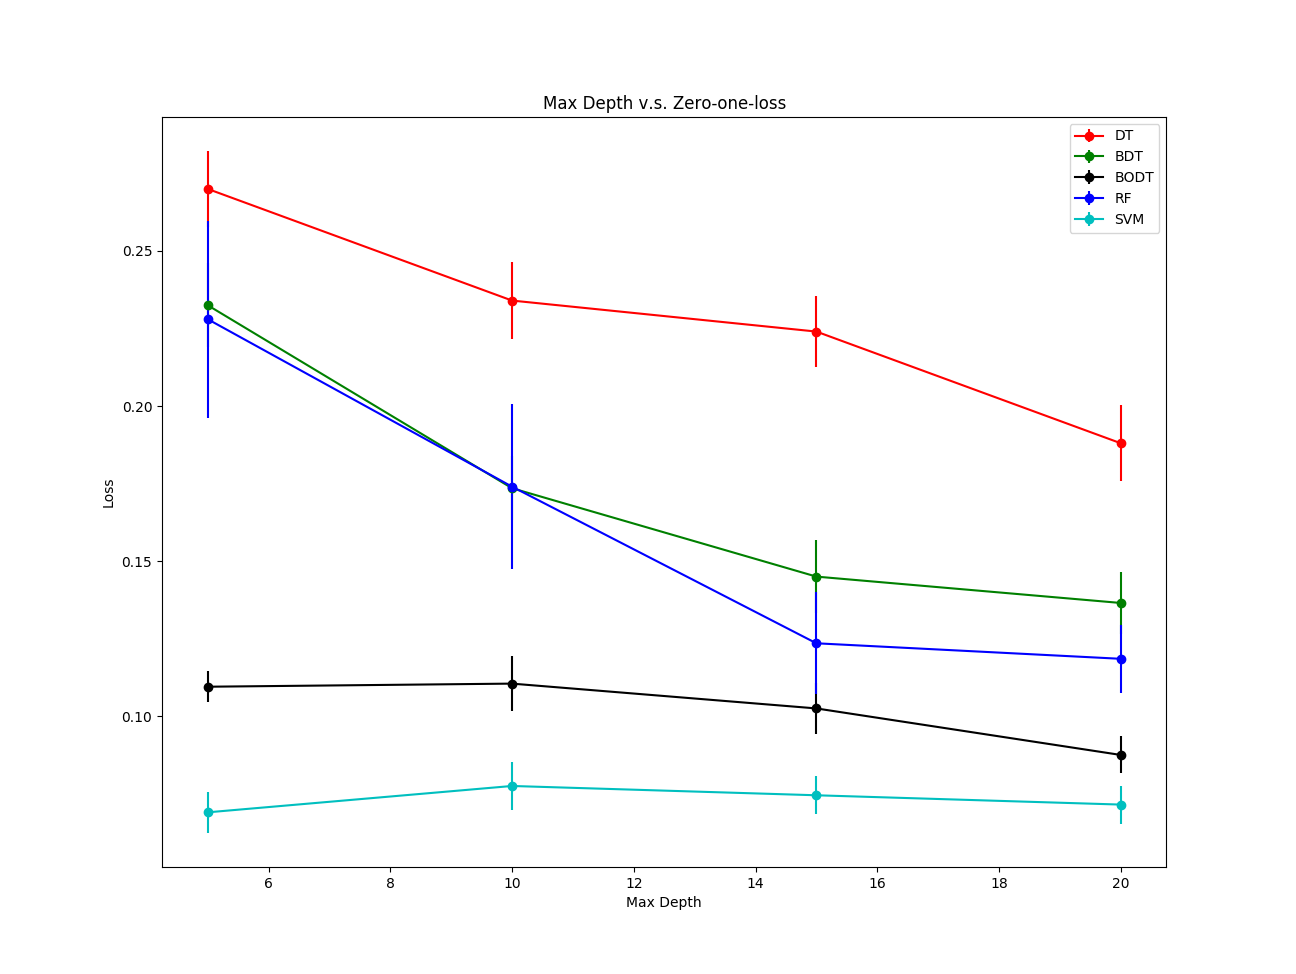 Max Depth v.s. Zero-one-loss
DT
BDT
BODT
RF
SVM
0.25
0.20
0.15
0.10
Loss
6 8 10 12 14 16 18 20
Max Depth